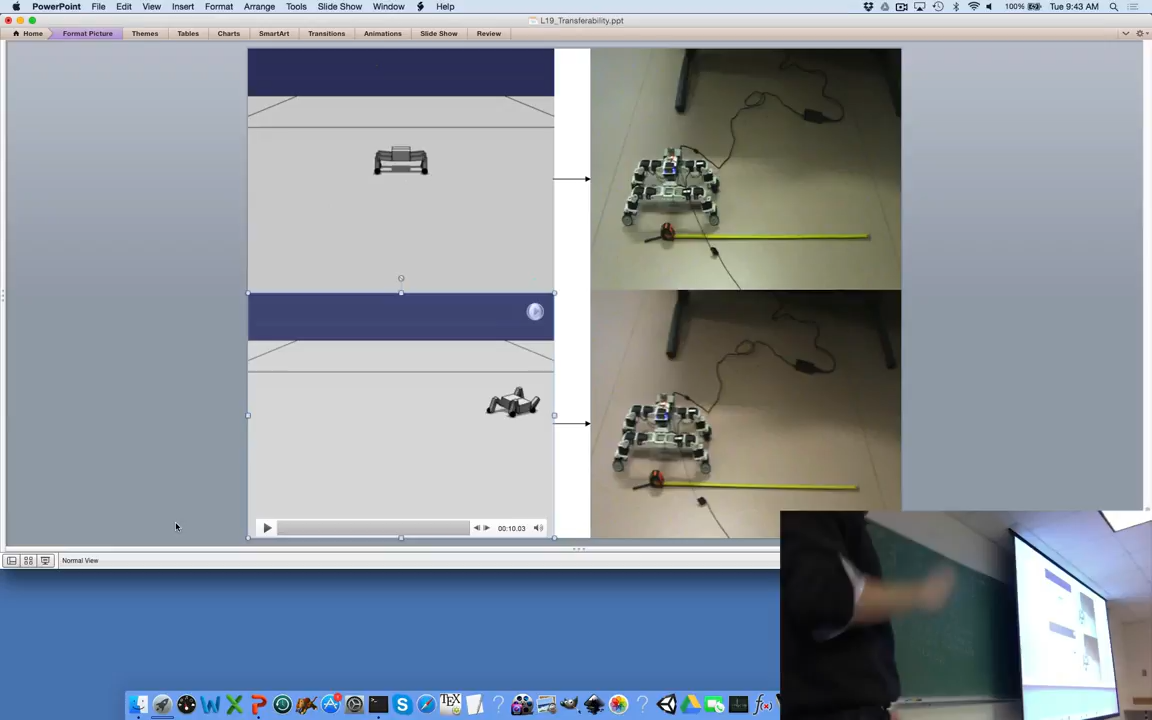 PowerPoint File Edit View Insert Format Arrange Tools Slide Show Window Help 100% Tue 9:43 AM
L19_Transferability.ppt
Home Format Picture Themes Tables Charts SmartArt Transitions Animations Slide Show Review
00:10.03
Normal View
TEX
f(x)